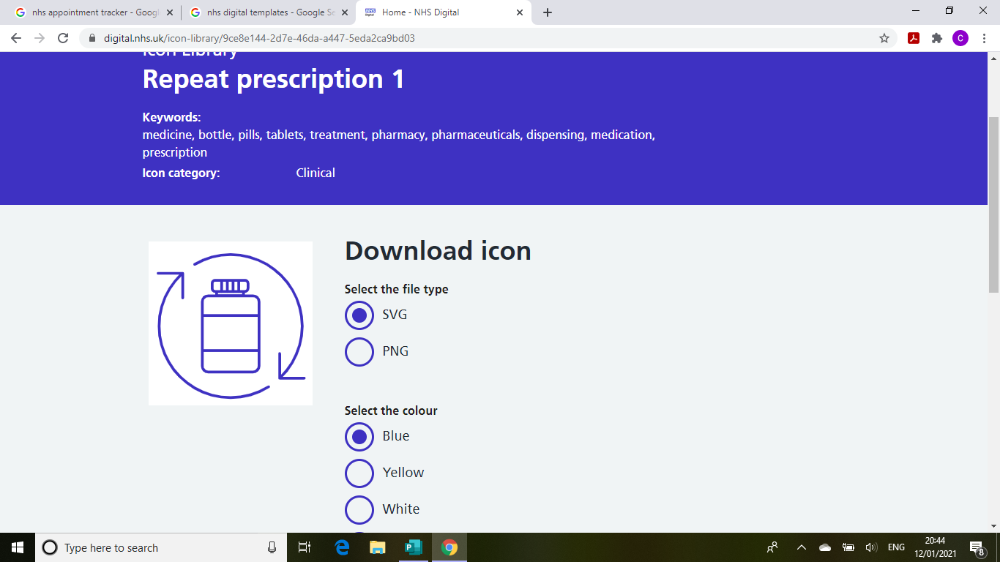 nhs appointment tracker - Googl
nhs digital templates - Google Se
Home - NHS Digital
digital.nhs.uk/icon-library/9ce8e144-2d7e-46da-a447-5eda2ca9bd03
C
Icon Library
Repeat prescription 1
Keywords:
medicine, bottle, pills, tablets, treatment, pharmacy, pharmaceuticals, dispensing, medication,
prescription
Icon category: Clinical
Download icon
Select the file type
SVG
PNG
Select the colour
Blue
Yellow
White
Type here to search
P
ENG
20:44
12/01/2021
8